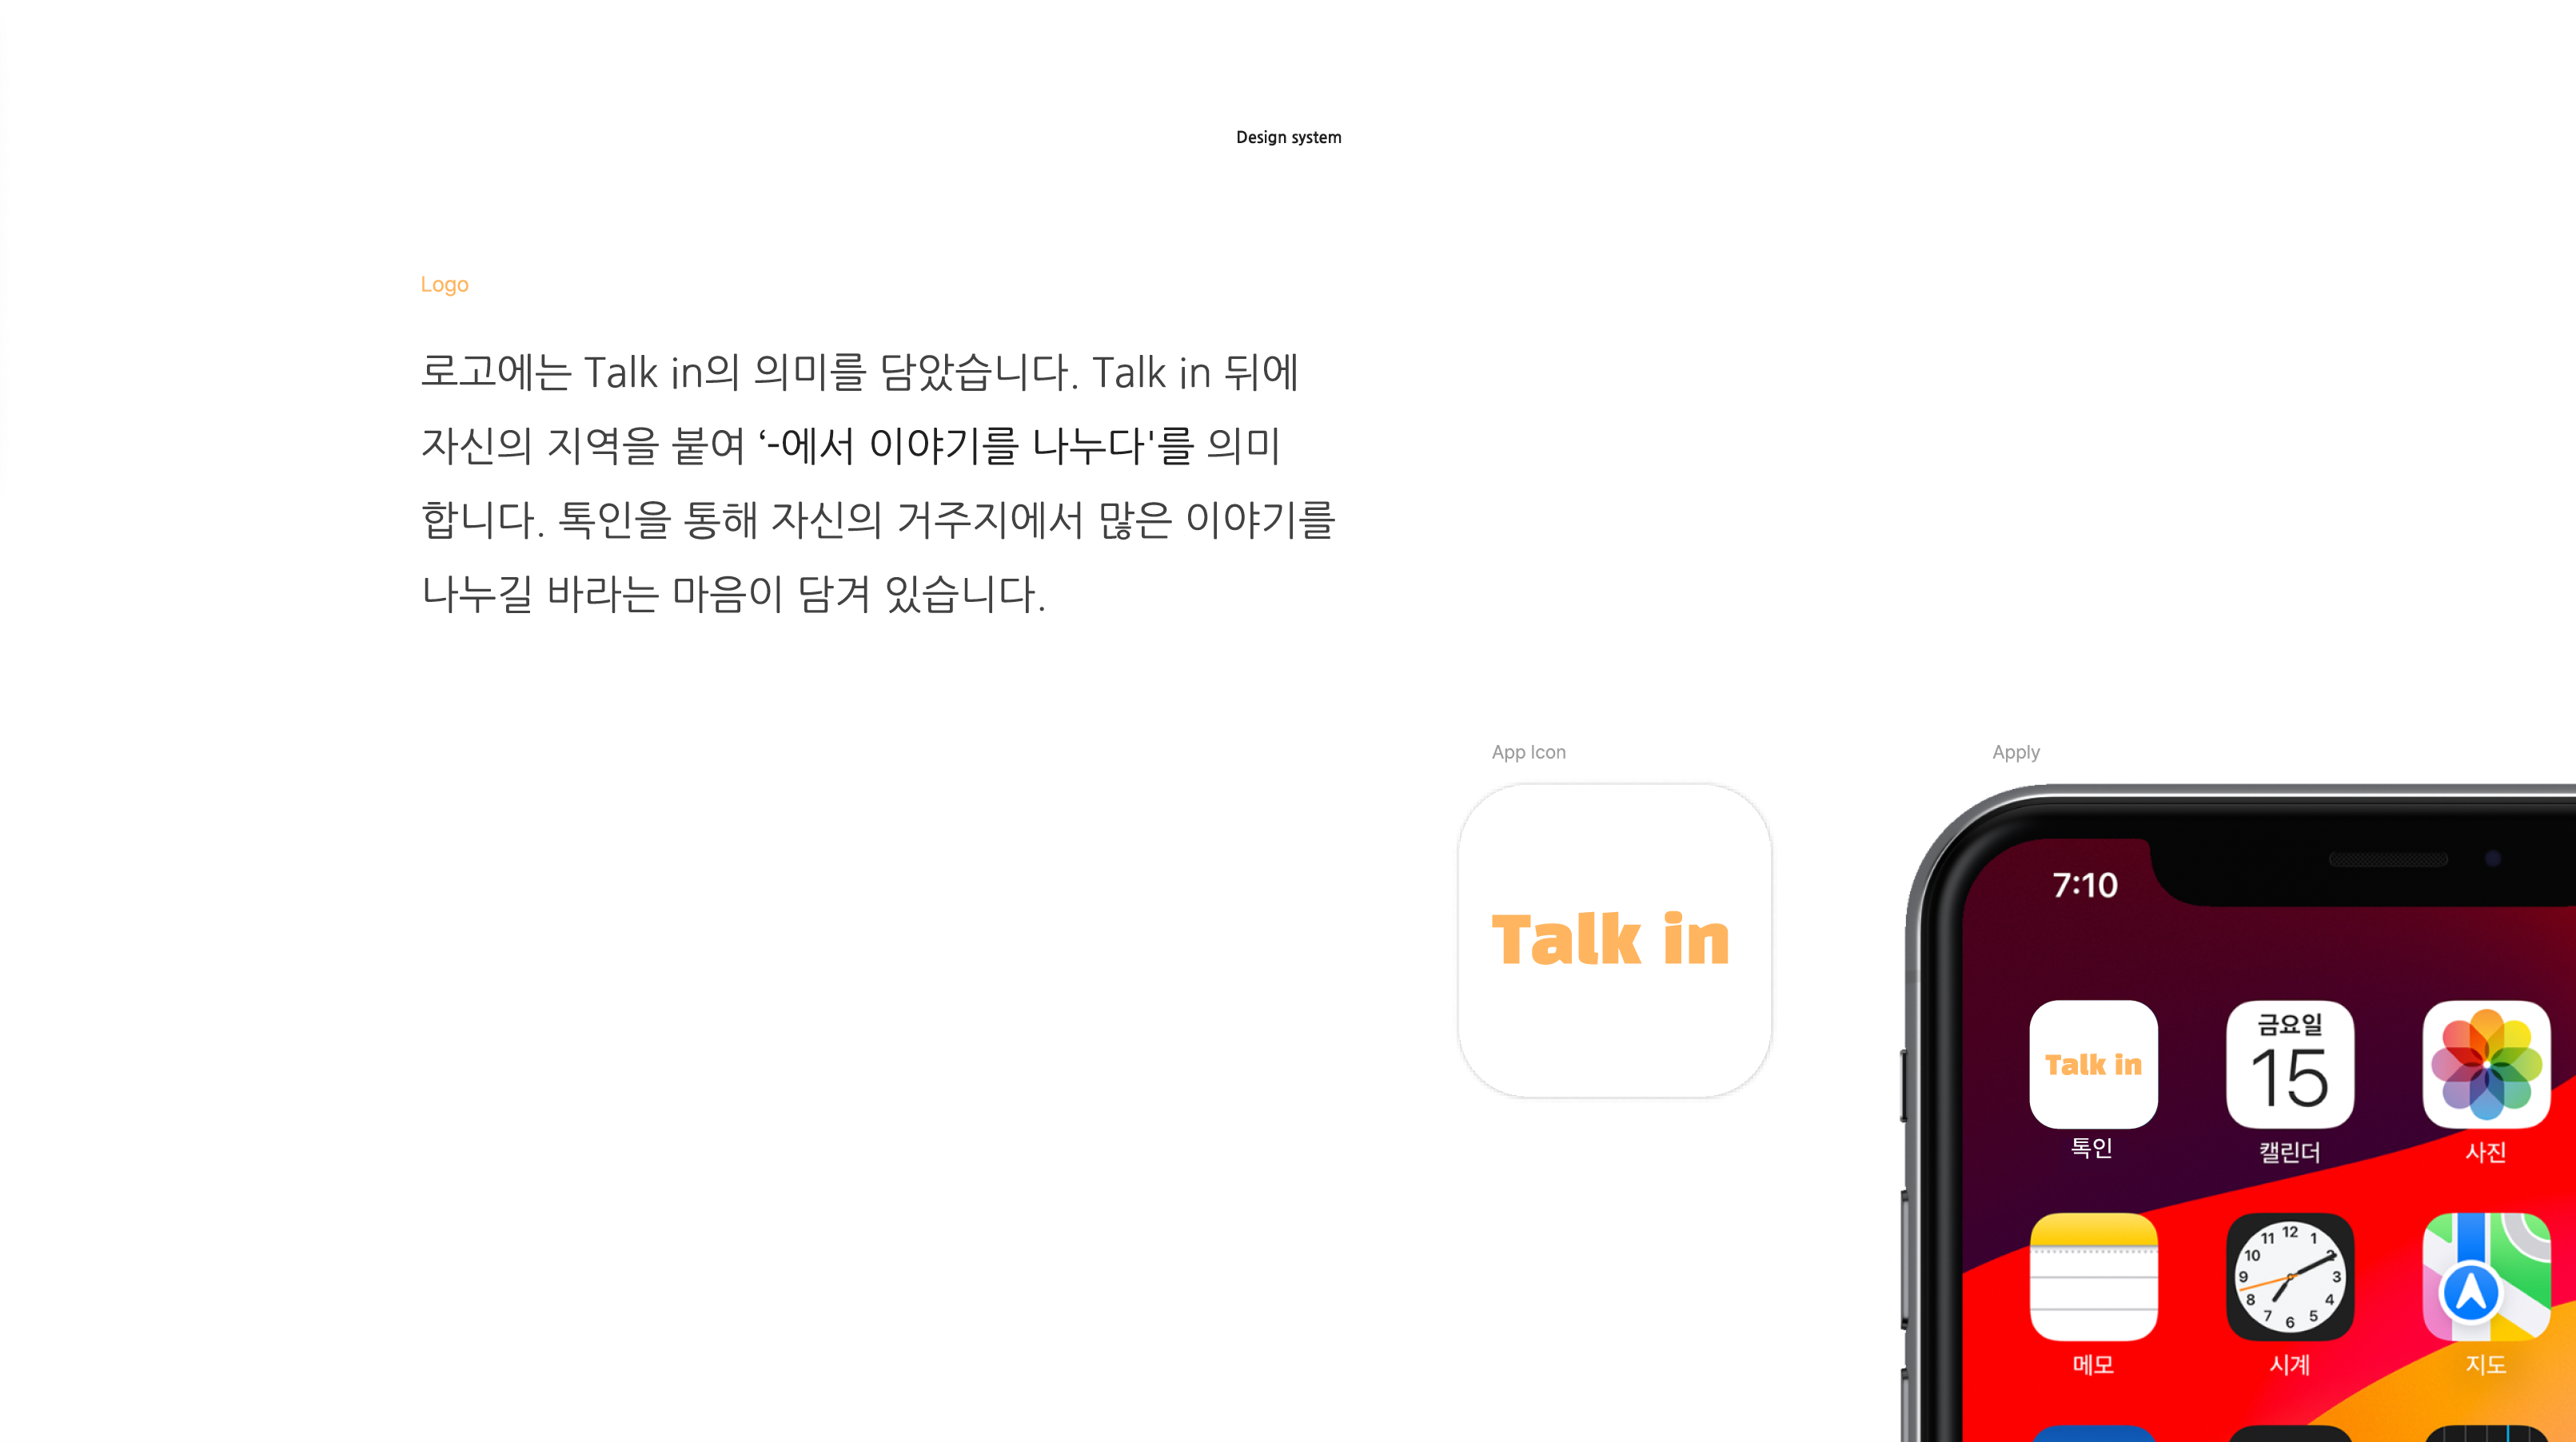 Design system
Logo
로고에는 Talk in의 의미를 담았습니다. Talk in 뒤에
자신의 지역을 붙여 ‘-에서 이야기를 나누다'를 의미
합니다. 톡인을 통해 자신의 거주지에서 많은 이야기를
나누길 바라는 마음이 담겨 있습니다.
App Icon
Apply
Talk in
7:10
Talk in
금요일
15
톡인
캘린더
사진
12
11
1
10
2
9
3
8
4
7
5
6
메모
시계
지도